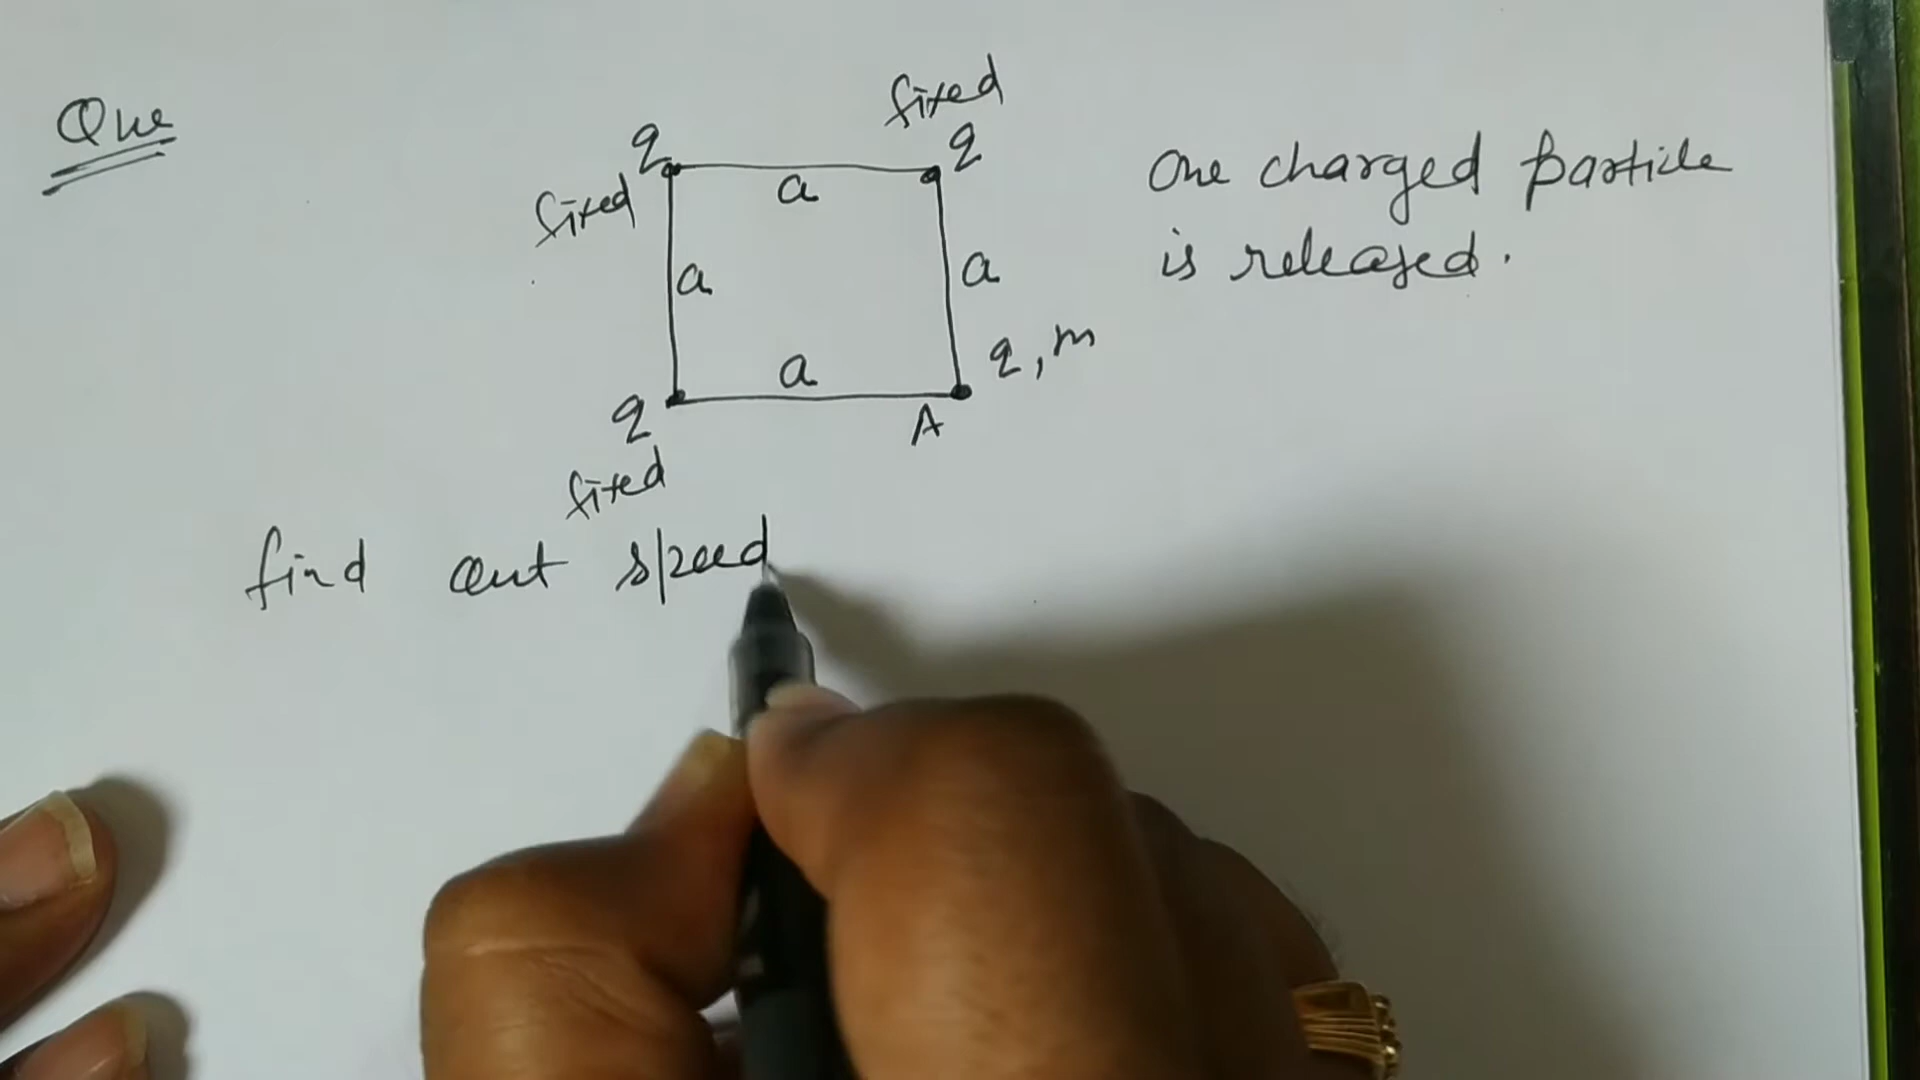 Que
fixed
q
q
fixed
a
One charged particle
is released.
a
a
q, m
a
q
A
fixed
find out speed